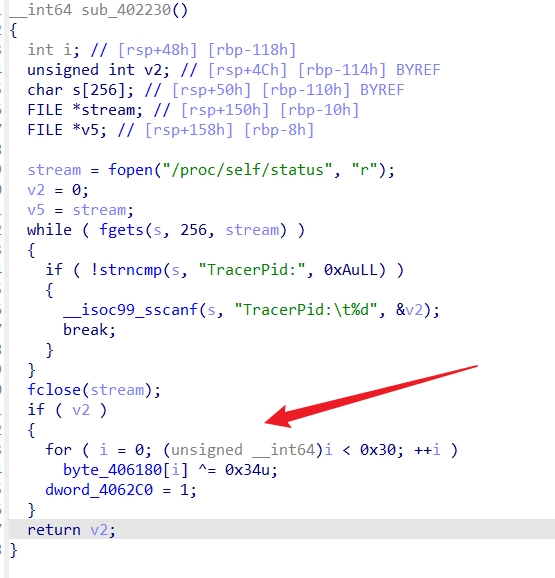 __int64 sub_402230()
{
int i; // [rsp+48h] [rbp-118h]
unsigned int v2; // [rsp+4Ch] [rbp-114h] BYREF
char s[256]; // [rsp+50h] [rbp-110h] BYREF
FILE *stream; // [rsp+150h] [rbp-10h]
FILE *v5; // [rsp+158h] [rbp-8h]
stream = fopen("/proc/self/status", "r");
v2 = 0;
v5 = stream;
while ( fgets(s, 256, stream) )
{
if ( !strncmp(s, "TracerPid:", 0xAuLL) )
{
__isoc99_sscanf(s, "TracerPid:\t%d", &v2);
break;
}
}
fclose(stream);
if ( v2 )
{
for ( i = 0; (unsigned __int64)i < 0x30; ++i )
byte_406180[i] ^= 0x34u;
dword_4062C0 = 1;
}
return v2;
}